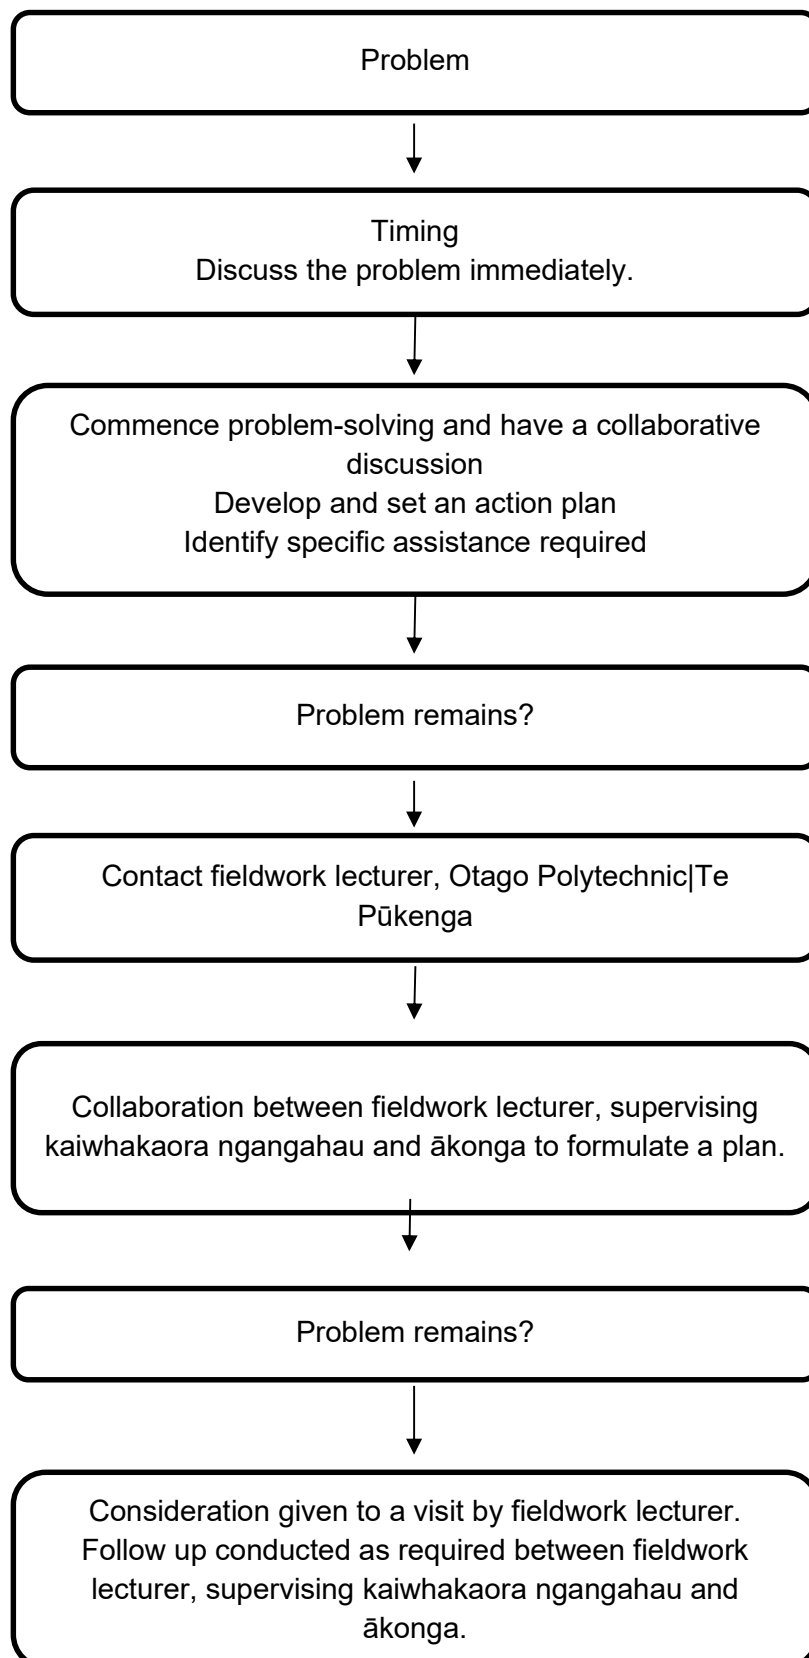 Problem
Timing
Discuss the problem immediately.
Commence problem-solving and have a collaborative
discussion
Develop and set an action plan
Identify specific assistance required
Problem remains?
Contact fieldwork lecturer, Otago Polytechnic|Te
Pūkenga
Collaboration between fieldwork lecturer, supervising
kaiwhakaora ngangahau and ākonga to formulate a plan.
Problem remains?
Consideration given to a visit by fieldwork lecturer.
Follow up conducted as required between fieldwork
lecturer, supervising kaiwhakaora ngangahau and
ākonga.